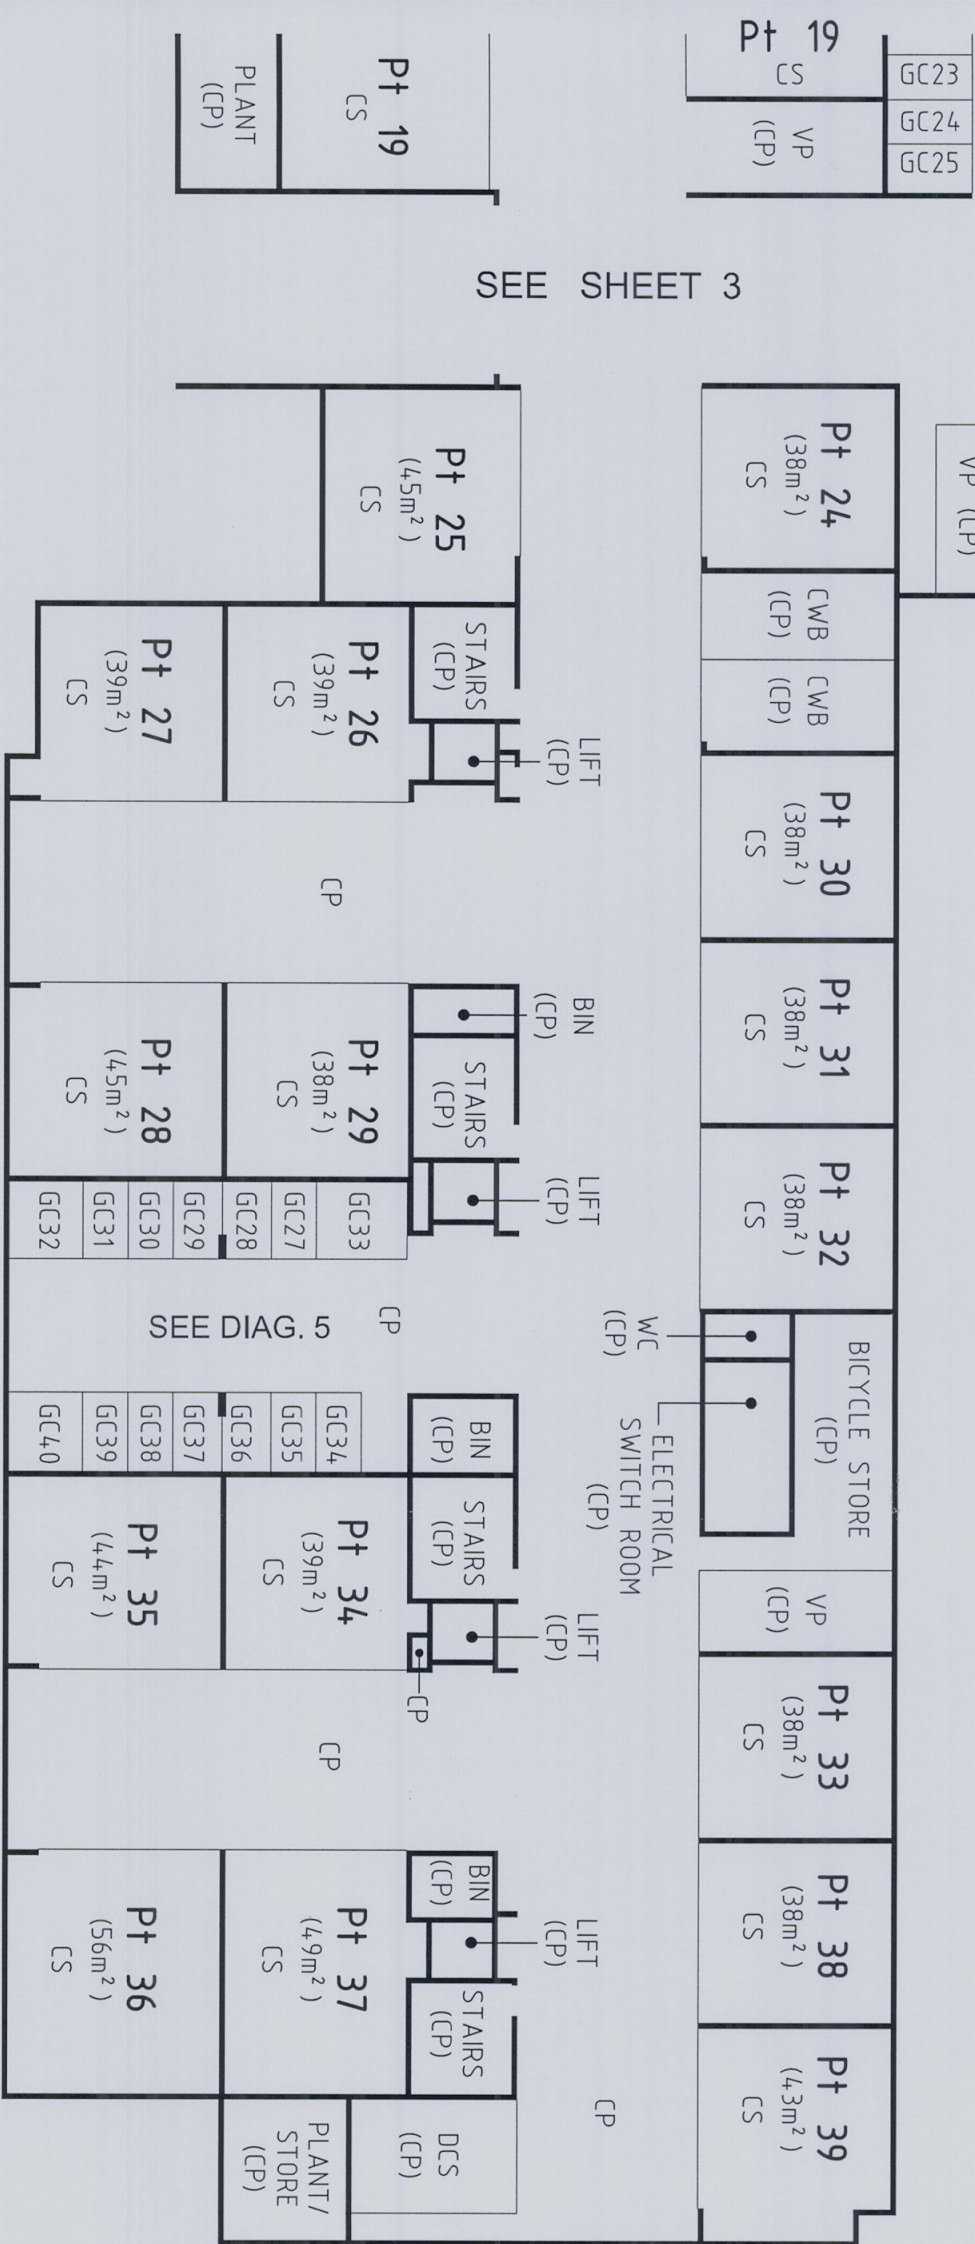 Pt 19
CS
PLANT
(CP)
Pt 19
CS
VP
(CP)
GC23
GC24
GC25
SEE SHEET 3
VP (CP)
Pt 24
(38m²)
CS
CWB
(CP)
CWB
(CP)
Pt 30
(38m²)
CS
Pt 31
(38m²)
CS
Pt 32
(38m²)
CS
BICYCLE STORE
(CP)
WC
(CP)
ELECTRICAL
SWITCH ROOM
(CP)
VP
(CP)
Pt 33
(38m²)
CS
Pt 38
(38m²)
CS
Pt 39
(43m²)
CS
CP
Pt 25
(45m²)
CS
STAIRS
(CP)
LIFT
(CP)
Pt 26
(39m²)
CS
Pt 27
(39m²)
CS
CP
BIN
(CP)
STAIRS
(CP)
LIFT
(CP)
Pt 29
(38m²)
CS
Pt 28
(45m²)
CS
GC33
GC27
GC28
GC29
GC30
GC31
GC32
CP
SEE DIAG. 5
GC34
GC35
GC36
GC37
GC38
GC39
GC40
BIN
(CP)
STAIRS
(CP)
LIFT
(CP)
CP
Pt 34
(39m²)
CS
Pt 35
(44m²)
CS
CP
BIN
(CP)
LIFT
(CP)
STAIRS
(CP)
Pt 37
(49m²)
CS
Pt 36
(56m²)
CS
DCS
(CP)
PLANT/
STORE
(CP)